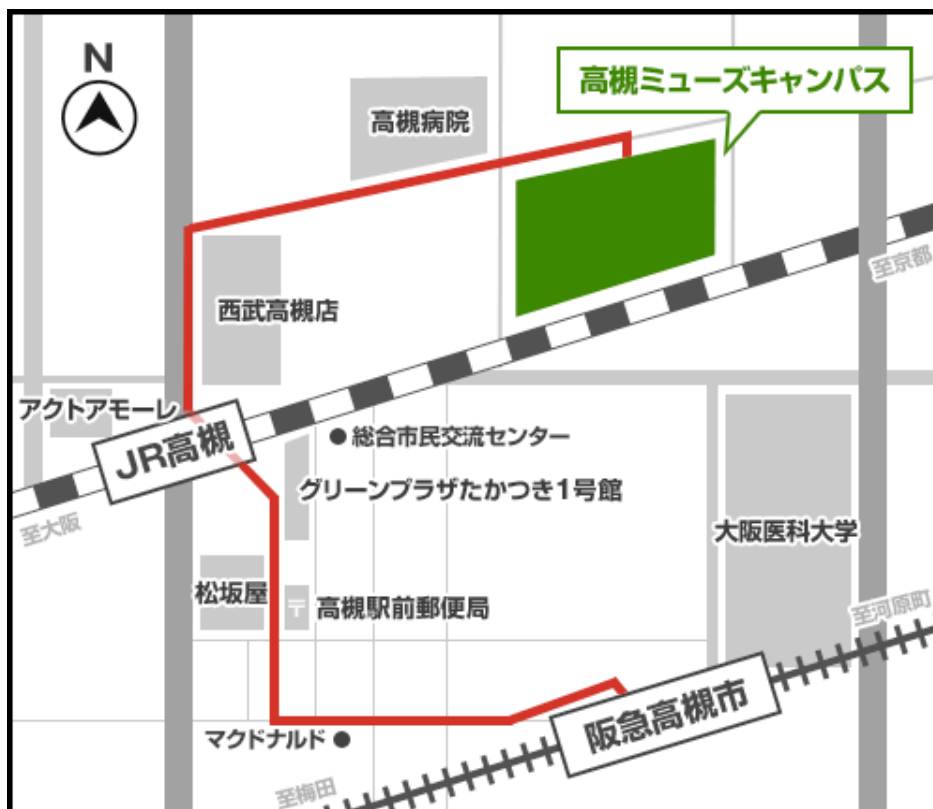 N
高槻ミューズキャンパス
高槻病院
至京都
西武高槻店
アクトアモーレ
JR高槻
総合市民交流センター
グリーンプラザたかつき1号館
至大阪
大阪医科大学
松坂屋
〒
高槻駅前郵便局
至河原町
阪急高槻市
マクドナルド
至梅田